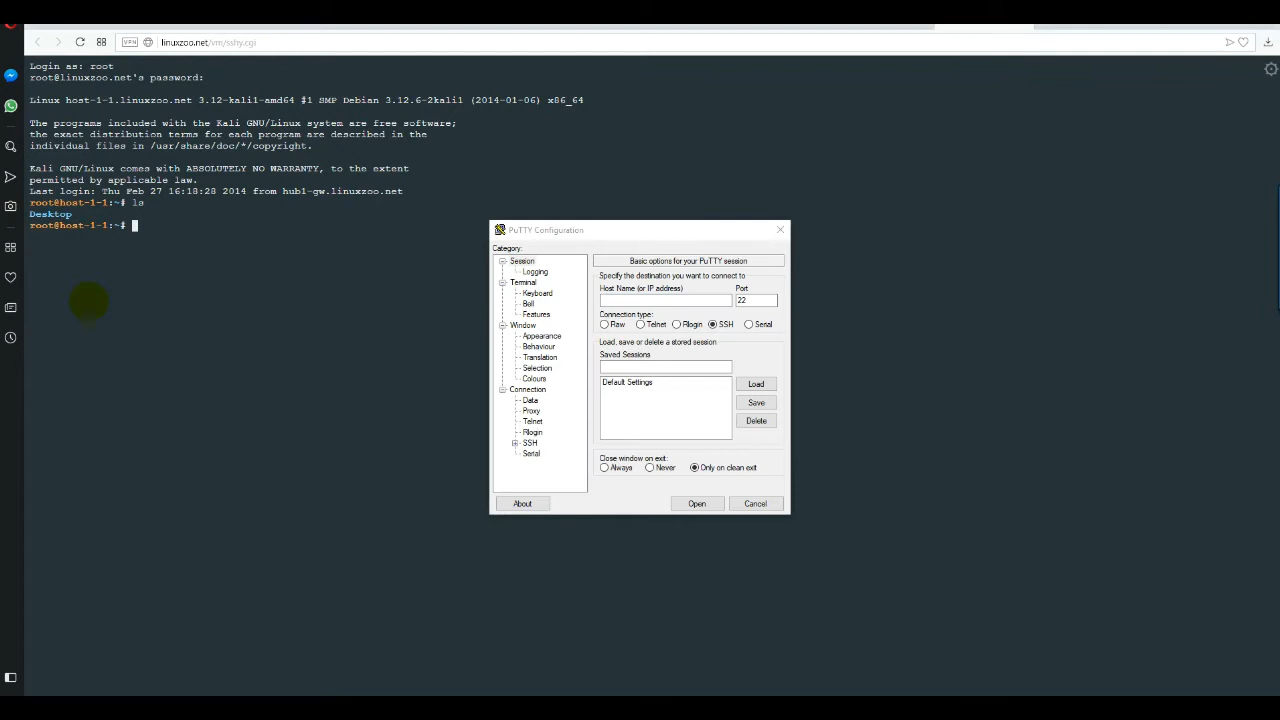 VPN
linuxzoo.net/vm/sshy.cgi
Login as: root
root@linuxzoo.net's password:
Linux host-1-1.linuxzoo.net 3.12-kali1-amd64 #1 SMP Debian 3.12.6-2kali1 (2014-01-06) x86_64
The programs included with the Kali GNU/Linux system are free software;
the exact distribution terms for each program are described in the
individual files in /usr/share/doc/*/copyright.
Kali GNU/Linux comes with ABSOLUTELY NO WARRANTY, to the extent
permitted by applicable law.
Last login: Thu Feb 27 16:18:28 2014 from hub1-gw.linuxzoo.net
root@host-1-1:~# ls
Desktop
root@host-1-1:~#
PuTTY Configuration
Category:
Session
Logging
Terminal
Keyboard
Bell
Features
Window
Appearance
Behaviour
Translation
Selection
Colours
Connection
Data
Proxy
Telnet
Rlogin
SSH
Serial
Basic options for your PuTTY session
Specify the destination you want to connect to
Host Name (or IP address) Port
22
Connection type:
Raw Telnet Rlogin SSH Serial
Load, save or delete a stored session
Saved Sessions
Default Settings
Load
Save
Delete
Close window on exit:
Always Never Only on clean exit
About Open Cancel